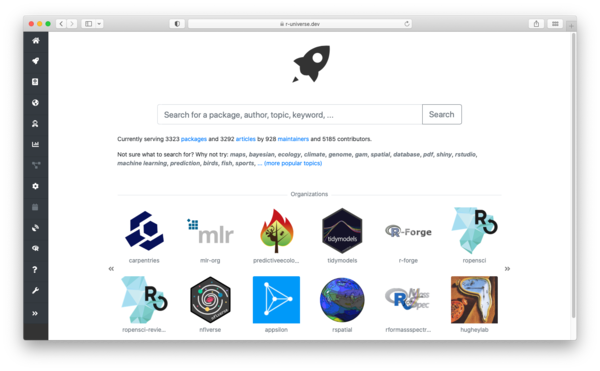 r-universe.dev
Search for a package, author, topic, keyword, ...
Search
Currently serving 3323 packages and 3292 articles by 928 maintainers and 5185 contributors.
Not sure what to search for? Why not try: maps, bayesian, ecology, climate, genome, gam, spatial, database, pdf, shiny, rstudio,
machine learning, prediction, birds, fish, sports, ... (more popular topics)
Organizations
mlr
tidymodels
R-Forge
R
carpentries
mlr-org
predictiveecolo...
tidymodels
r-forge
ropensci
«
»
R
nflverse
R Mass Spec
ropensci-revie...
nflverse
appsilon
rspatial
rformassspectr...
hugheylab
?
»